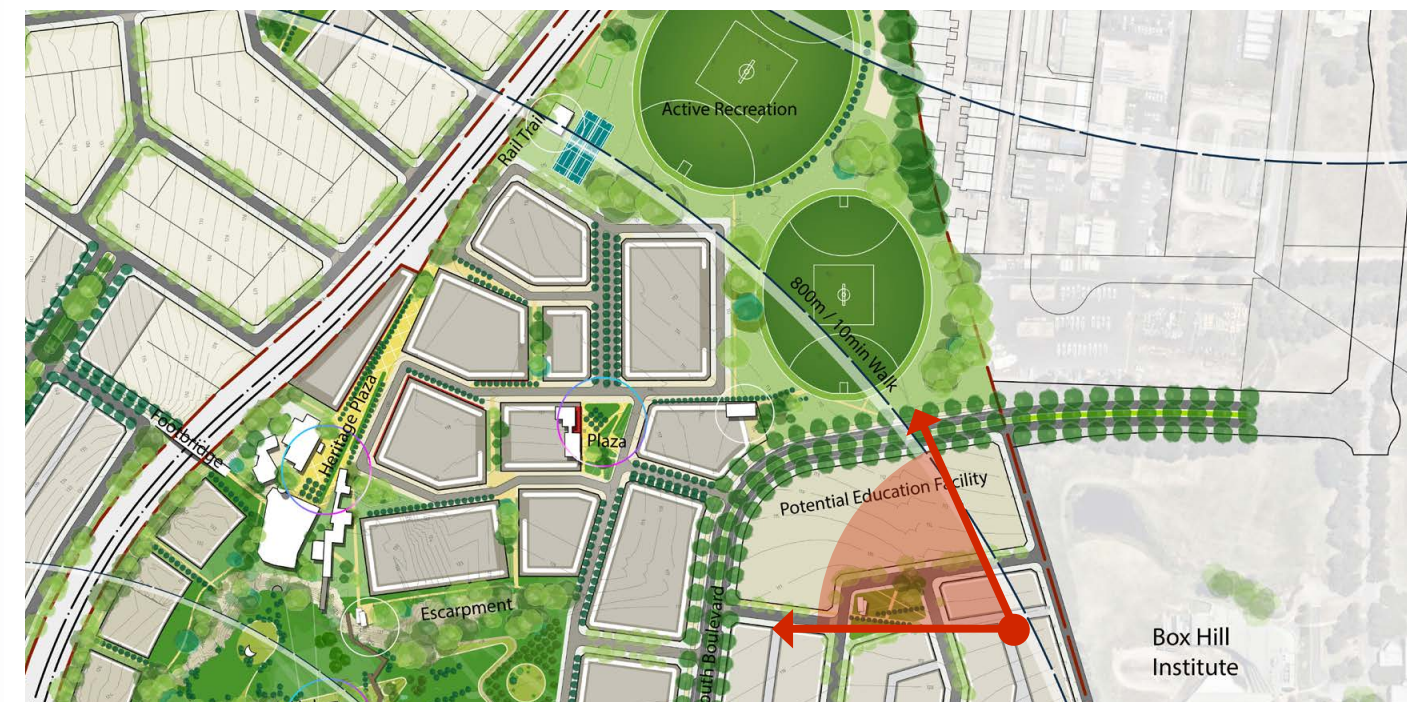 Active Recreation
Rail Trail
800m / 10min Walk
Heritage Plaza
Footbridge
Plaza
Potential Education Facility
Escarpment
outh Boulevard
Box Hill
Institute